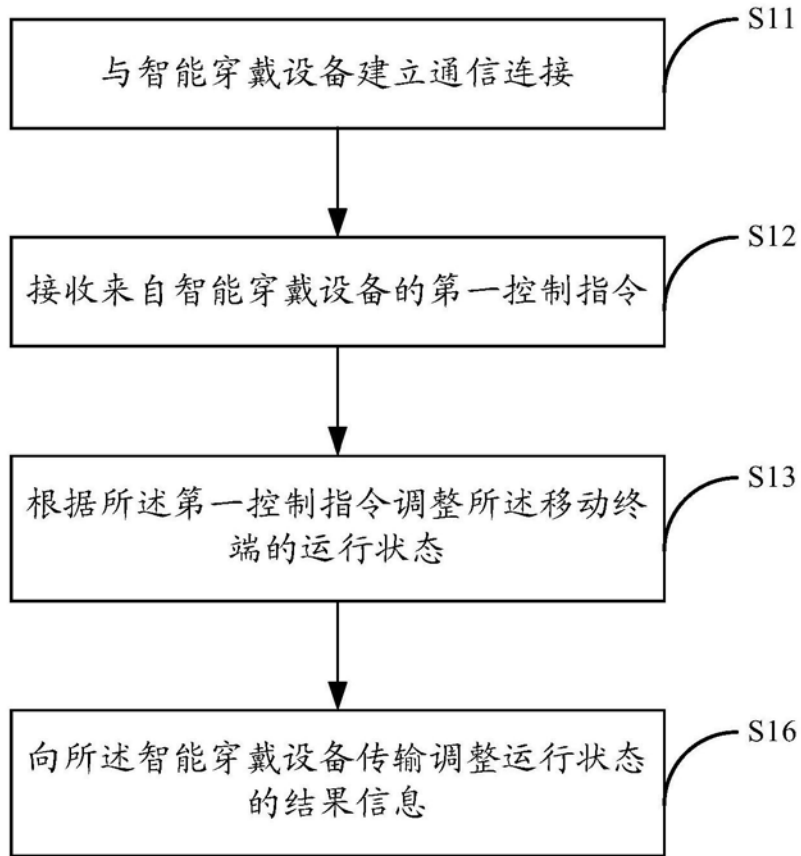 S11
与智能穿戴设备建立通信连接
S12
接收来自智能穿戴设备的第一控制指令
S13
根据所述第一控制指令调整所述移动终
端的运行状态
S16
向所述智能穿戴设备传输调整运行状态
的结果信息